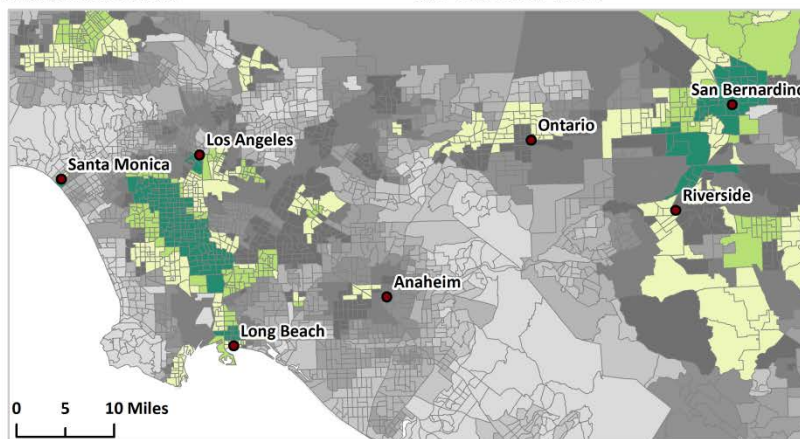 San Bernardino
Los Angeles
Ontario
Santa Monica
Riverside
Anaheim
Long Beach
0 5 10 Miles